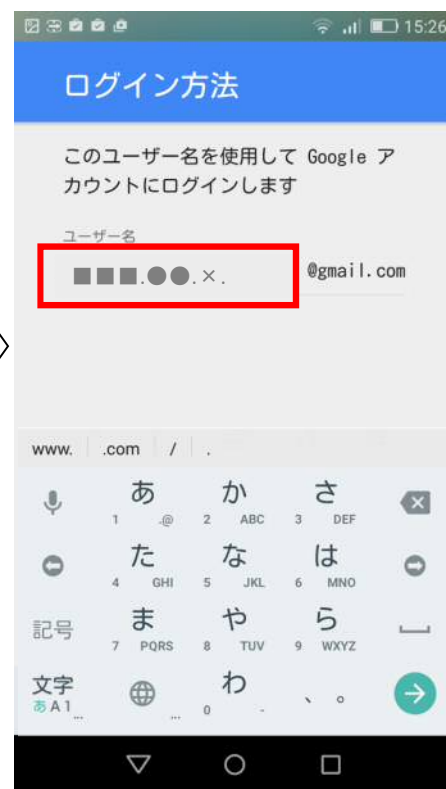 15:26
ログイン方法
このユーザー名を使用して Google ア
カウントにログインします
ユーザー名
■■■.●●.×.
@gmail.com
www. .com / .
あ か さ
1 .@ 2 ABC 3 DEF
た な は
4 GHI 5 JKL 6 MNO
記号 ま や ら
7 PQRS 8 TUV 9 WXYZ
文字 わ 、。
あA1... ... 0 -